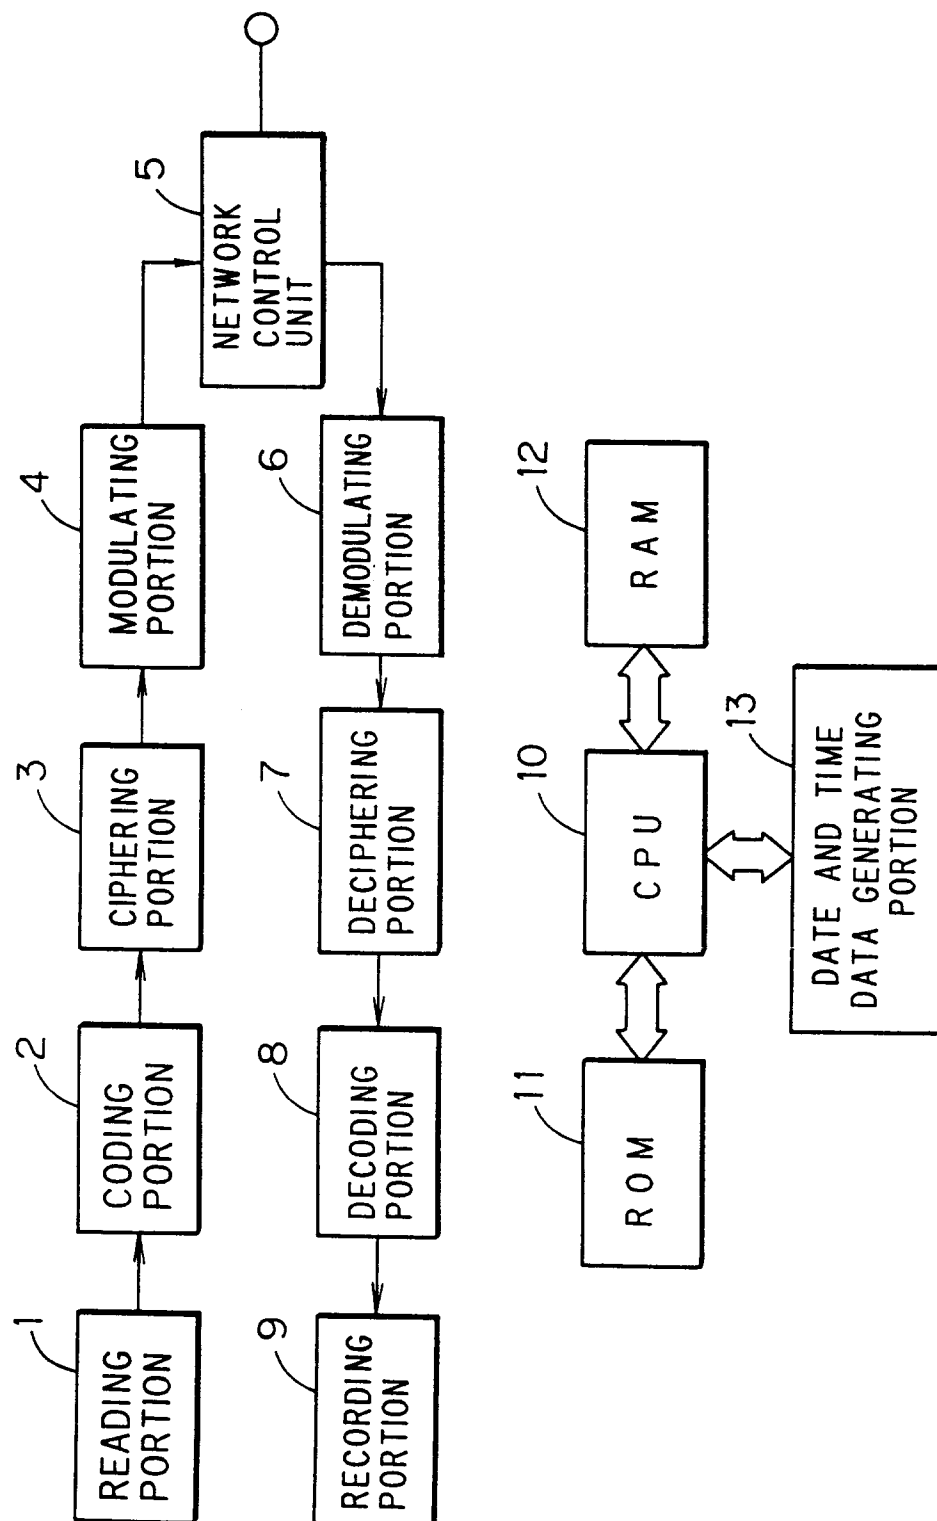 1
READING
PORTION
2
CODING
PORTION
3
CIPHERING
PORTION
4
MODULATING
PORTION
5
NETWORK
CONTROL
UNIT
6
DEMODULATING
PORTION
7
DECIPHERING
PORTION
8
DECODING
PORTION
9
RECORDING
PORTION
10
CPU
11
ROM
12
RAM
13
DATE AND TIME
DATA GENERATING
PORTION